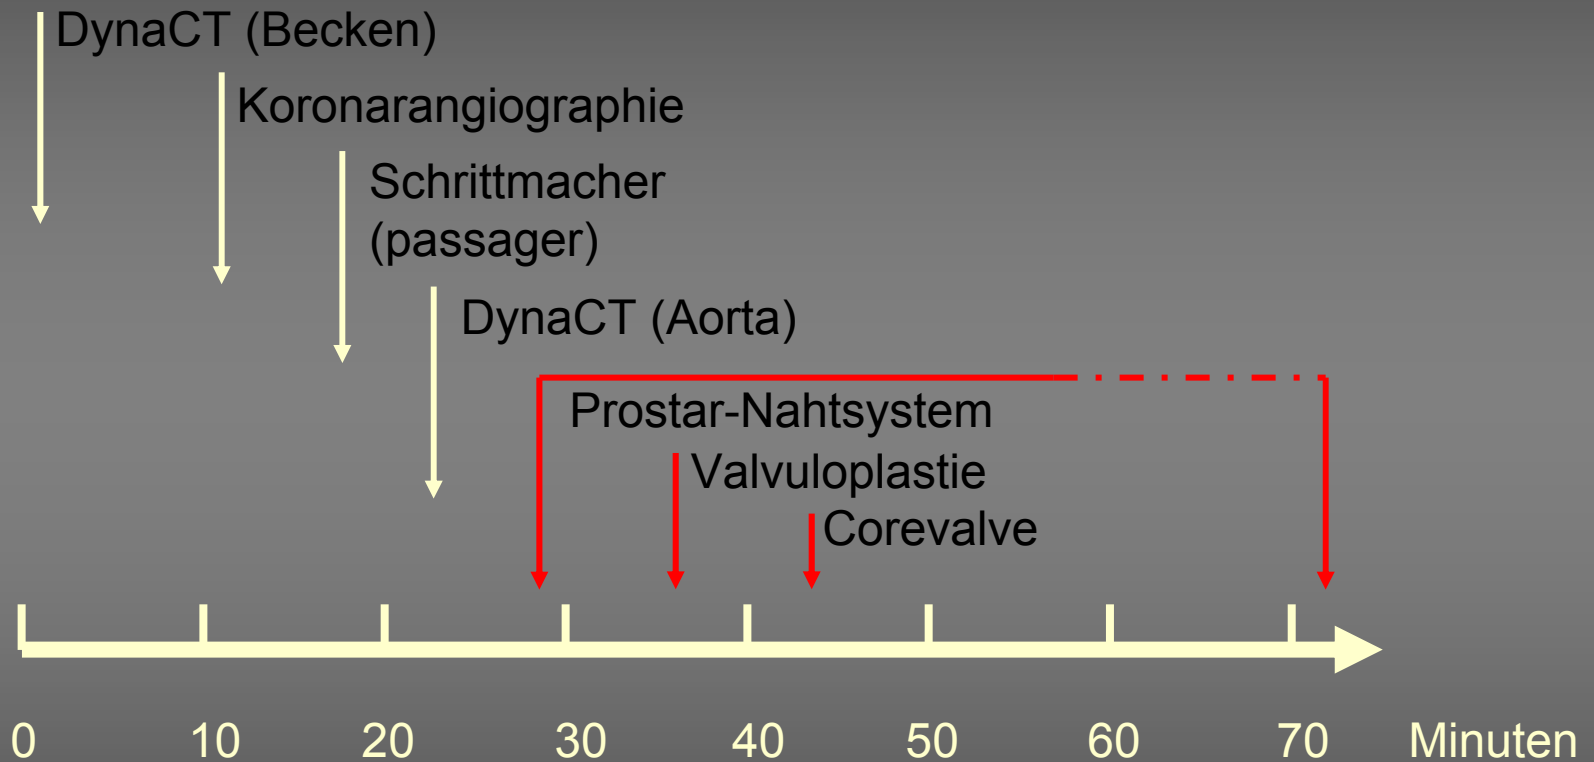 DynaCT (Becken)
Koronarangiographie
Schrittmacher
(passager)
DynaCT (Aorta)
Prostar-Nahtsystem
Valvuloplastie
Corevalve
0 10 20 30 40 50 60 70 Minuten